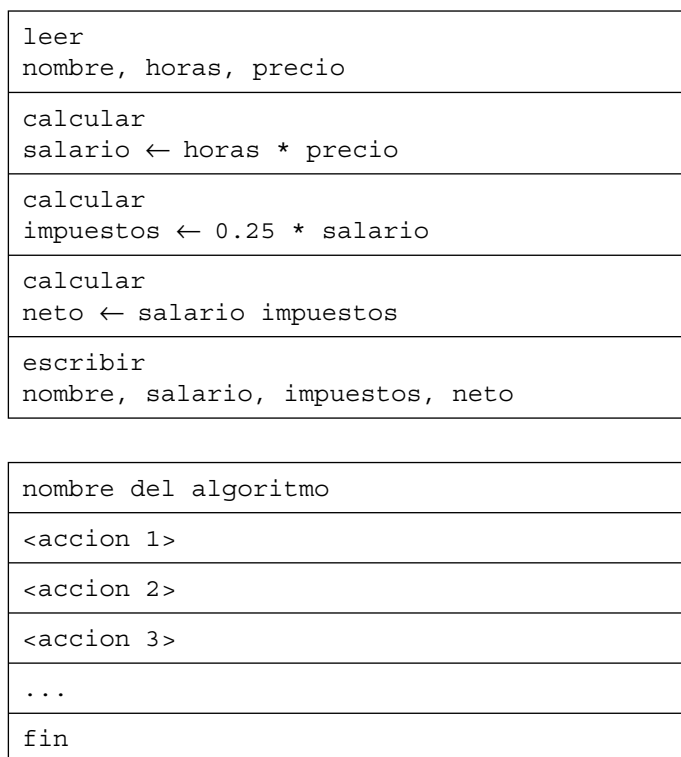 leer
nombre, horas, precio
calcular
salario ← horas * precio
calcular
impuestos ← 0.25 * salario
calcular
neto ← salario impuestos
escribir
nombre, salario, impuestos, neto
nombre del algoritmo
<accion 1>
<accion 2>
<accion 3>
...
fin